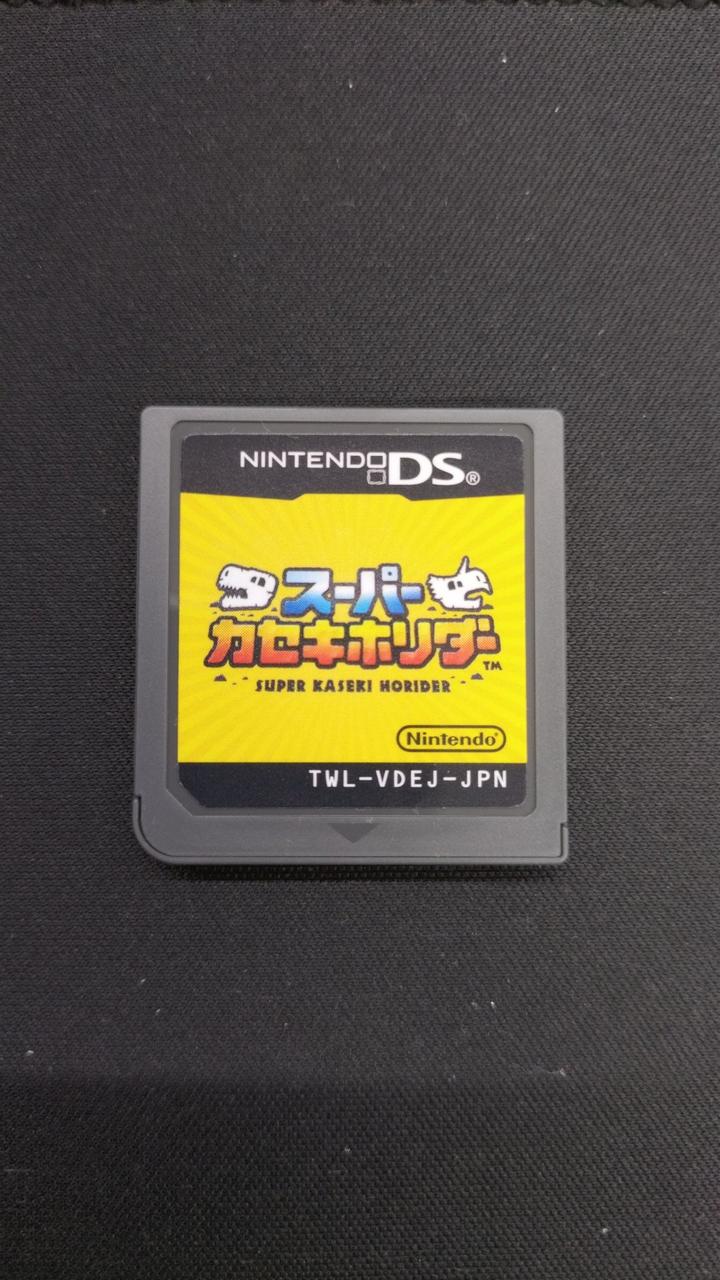 NINTENDO DS®
スーパー
カセキホリダー™
SUPER KASEKI HORIDER
Nintendo®
TWL-VDEJ-JPN